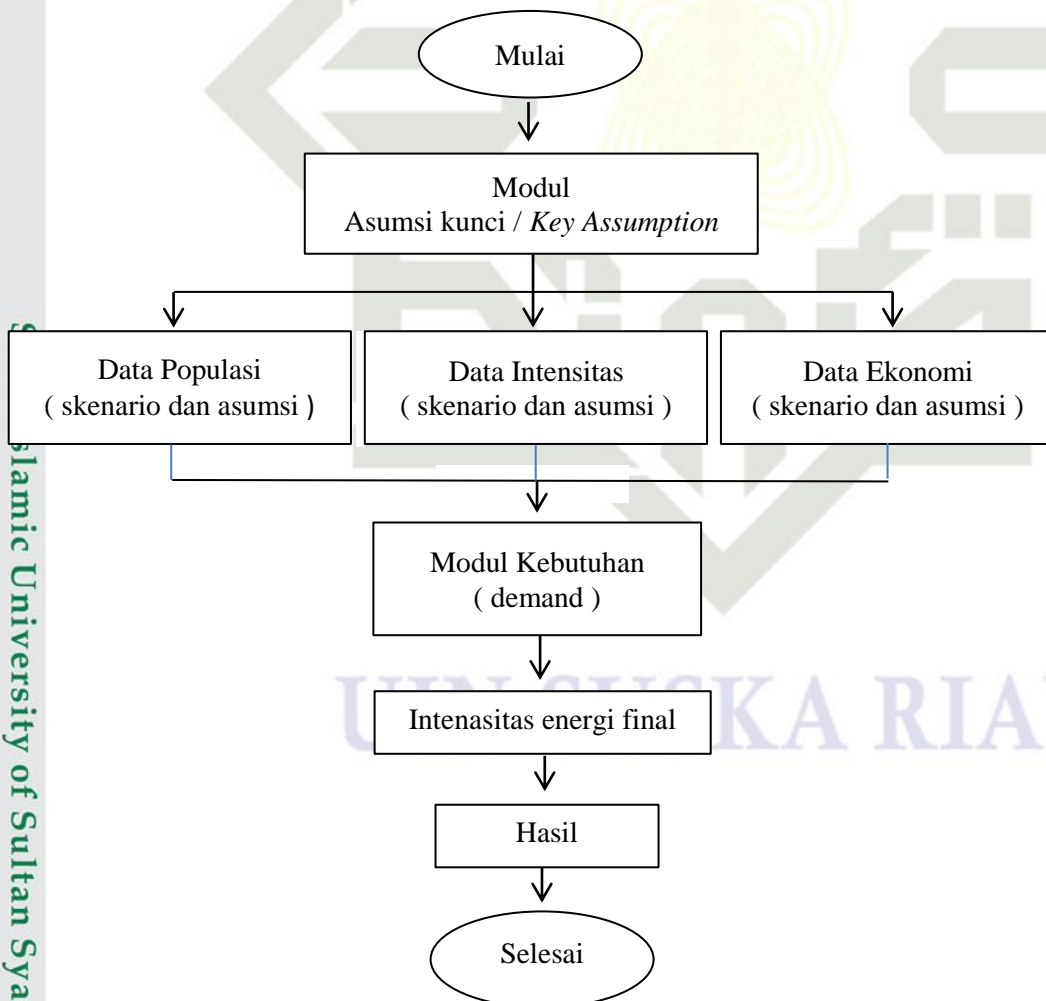 Mulai
Modul
Asumsi kunci / Key Assumption
Data Populasi
( skenario dan asumsi )
Data Intensitas
( skenario dan asumsi )
Data Ekonomi
( skenario dan asumsi )
Modul Kebutuhan
( demand )
Intenasitas energi final
Hasil
Selesai
UIN SUSKA RIA
slamic University of Sultan Sya